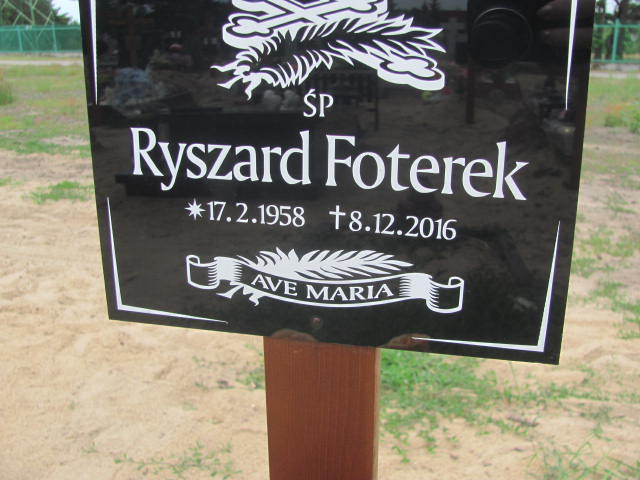 ŚP
Ryszard Foterek
*17.2.1958 †8.12.2016
AVE MARIA